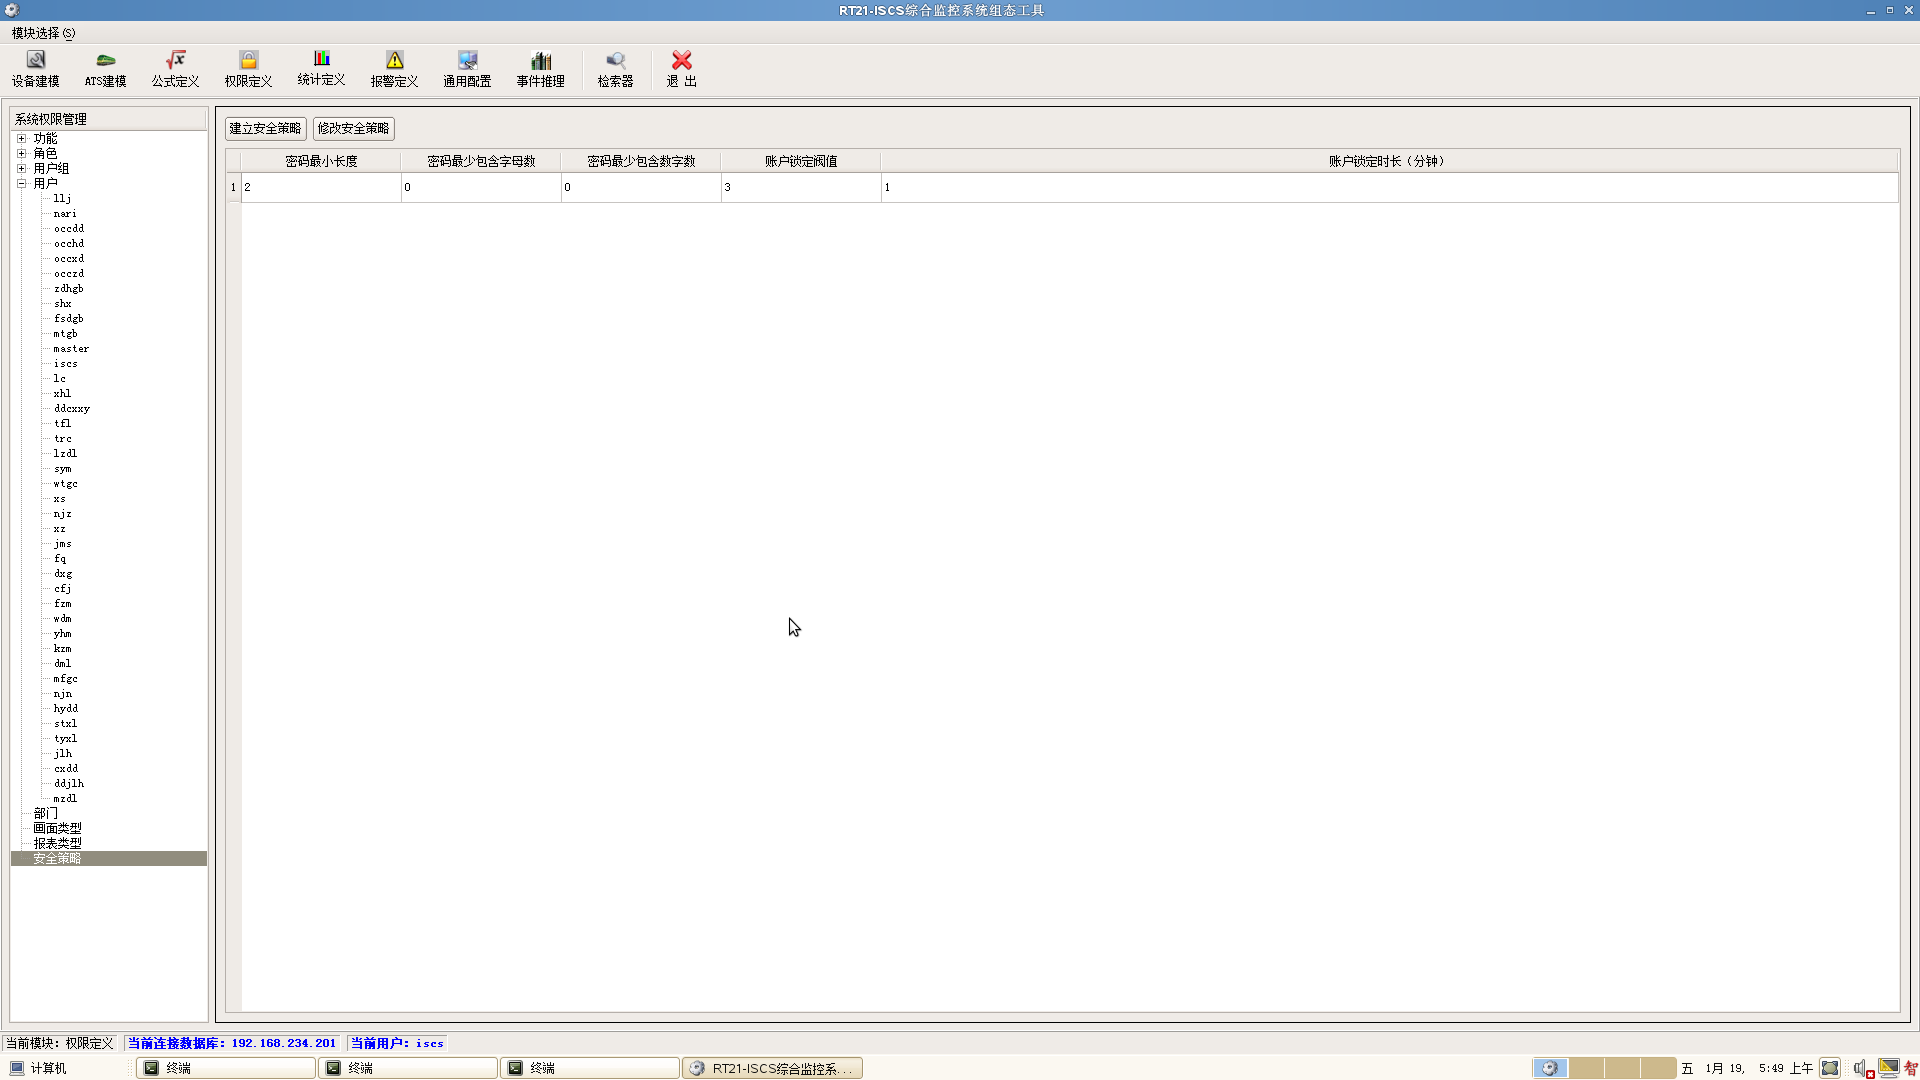 RT21-ISCS综合监控系统组态工具
模块选择(S)
设备建模 ATS建模 公式定义 权限定义 统计定义 报警定义 通用配置 事件推理 检索器 退 出
系统权限管理
功能
角色
用户组
用户
llj
nari
occdd
occhd
occxd
occzd
zdhgb
shx
fsdgb
mtgb
master
iscs
lc
xhl
ddcxxy
tfl
trc
lzdl
sym
wtgc
xs
njz
xz
jms
fq
dxg
cfj
fzm
wdm
yhm
kzm
dml
mfgc
njn
hydd
stxl
tyxl
jlh
cxdd
ddjlh
mzdl
部门
画面类型
报表类型
安全策略
建立安全策略 修改安全策略
密码最小长度 密码最少包含字母数 密码最少包含数字数 账户锁定阀值 账户锁定时长（分钟）
1 2 0 0 3 1
当前模块：权限定义 当前连接数据库：192.168.234.201 当前用户：iscs
计算机 终端 终端 终端 RT21-ISCS综合监控系... 五 1月 19, 5:49 上午 智